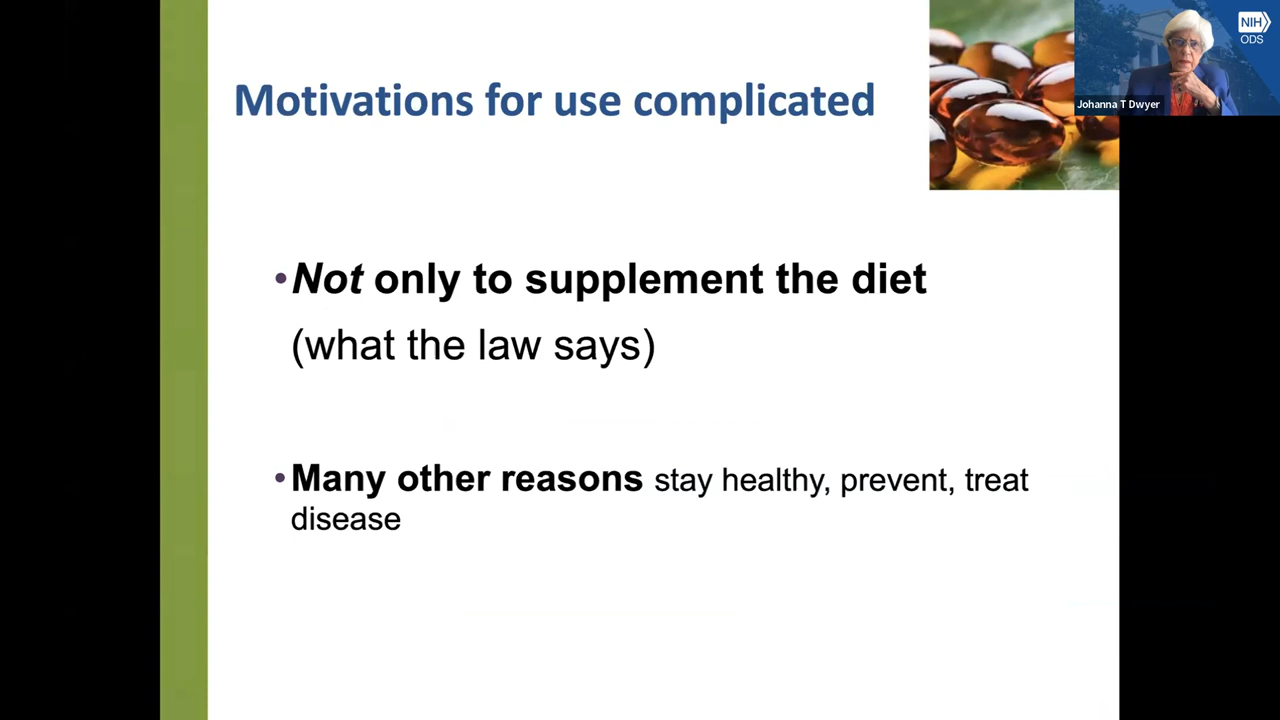 Motivations for use complicated
NIH
ODS
Johanna T Dwyer
•Not only to supplement the diet
(what the law says)
•Many other reasons stay healthy, prevent, treat
disease